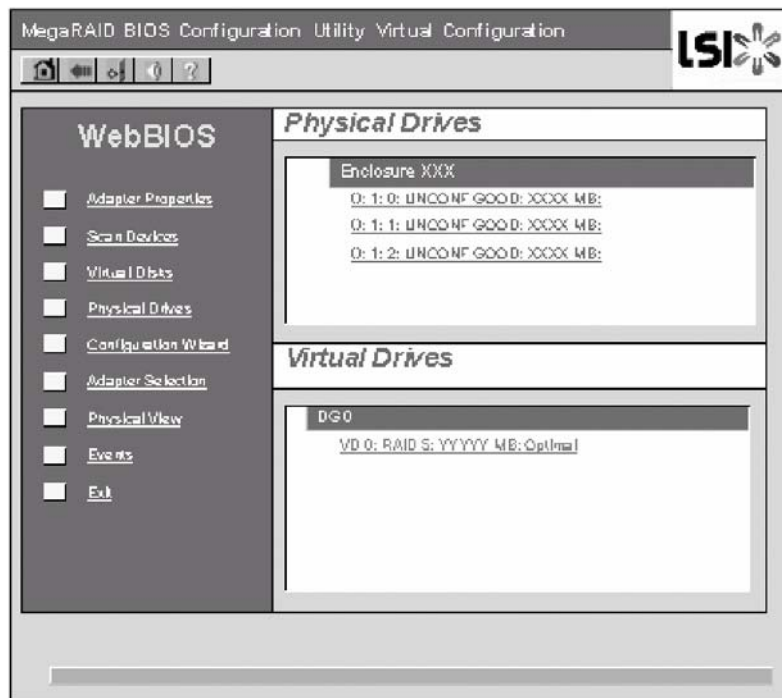 MegaRAID BIOS Configuration Utility Virtual Configuration
LSI
?
WebBIOS
Adapter Properties
Scan Devices
Virtual Disks
Physical Drives
Configuration Wizard
Adapter Selection
Physical View
Events
Exit
Physical Drives
Enclosure XXX
0: 1: 0: UNCONF GOOD: XXXX MB:
0: 1: 1: UNCONF GOOD: XXXX MB:
0: 1: 2: UNCONF GOOD: XXXX MB:
Virtual Drives
DG 0
VD 0: RAID 5: YYYYY MB: Optimal